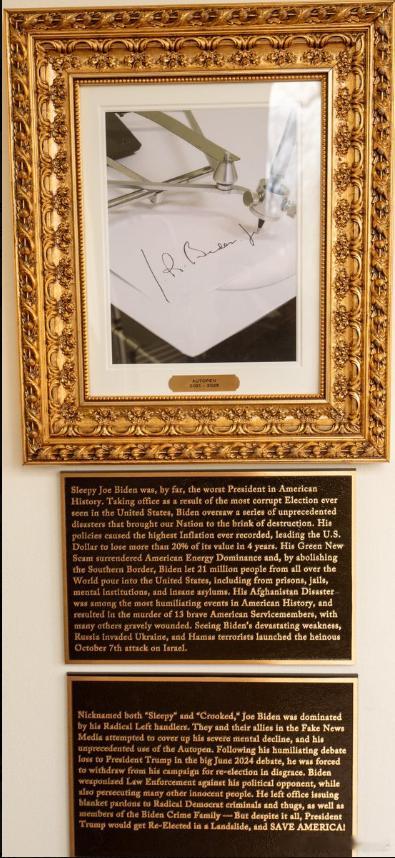 R. Biden Jr
AUTOPEN
2021 - 2025
Sleepy Joe Biden was, by far, the worst President in American
History. Taking office as a result of the most corrupt Election ever
seen in the United States, Biden oversaw a series of unprecedented
disasters that brought our Nation to the brink of destruction. His
policies caused the highest Inflation ever recorded, leading the U.S.
Dollar to lose more than 20% of its value in 4 years. His Green New
Scam surrendered American Energy Dominance and, by abolishing
the Southern Border, Biden let 21 million people from all over the
World pour into the United States, including from prisons, jails,
mental institutions, and insane asylums. His Afghanistan Disaster
was among the most humiliating events in American History, and
resulted in the murder of 13 brave American Servicemembers, with
many others gravely wounded. Seeing Biden's devastating weakness,
Russia invaded Ukraine, and Hamas terrorists launched the heinous
October 7th attack on Israel.
Nicknamed both "Sleepy" and "Crooked," Joe Biden was dominated
by his Radical Left handlers. They and their allies in the Fake News
Media attempted to cover up his severe mental decline, and his
unprecedented use of the Autopen. Following his humiliating debate
loss to President Trump in the big June 2024 debate, he was forced
to withdraw from his campaign for re-election in disgrace. Biden
weaponized Law Enforcement against his political opponent, while
also persecuting many other innocent people. He left office issuing
blanket pardons to Radical Democrat criminals and thugs, as well as
members of the Biden Crime Family — But despite it all, President
Trump would get Re-Elected in a Landslide, and SAVE AMERICA!